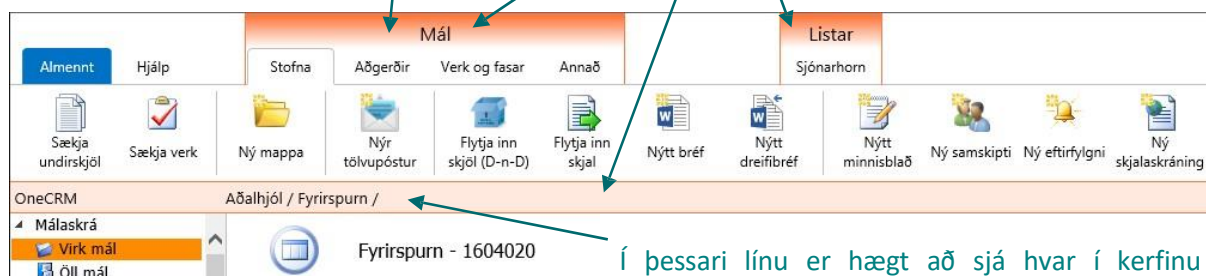 Mál Listar
Almennt Hjálp Stofna Aðgerðir Verk og fasar Annað Sjónarhorn
Sækja undirskjöl
Sækja verk
Ný mappa
Nýr tölvupóstur
Flytja inn skjöl (D-n-D)
Flytja inn skjal
Nýtt bréf
Nýtt dreifibréf
Nýtt minnisblað
Ný samskipti
Ný eftirfylgni
Ný skjalaskráning
OneCRM Aðalhjól / Fyrirspurn /
Málaskrá
Virk mál
Öll mál
Fyrirspurn - 1604020
Í þessari línu er hægt að sjá hvar í kerfinu